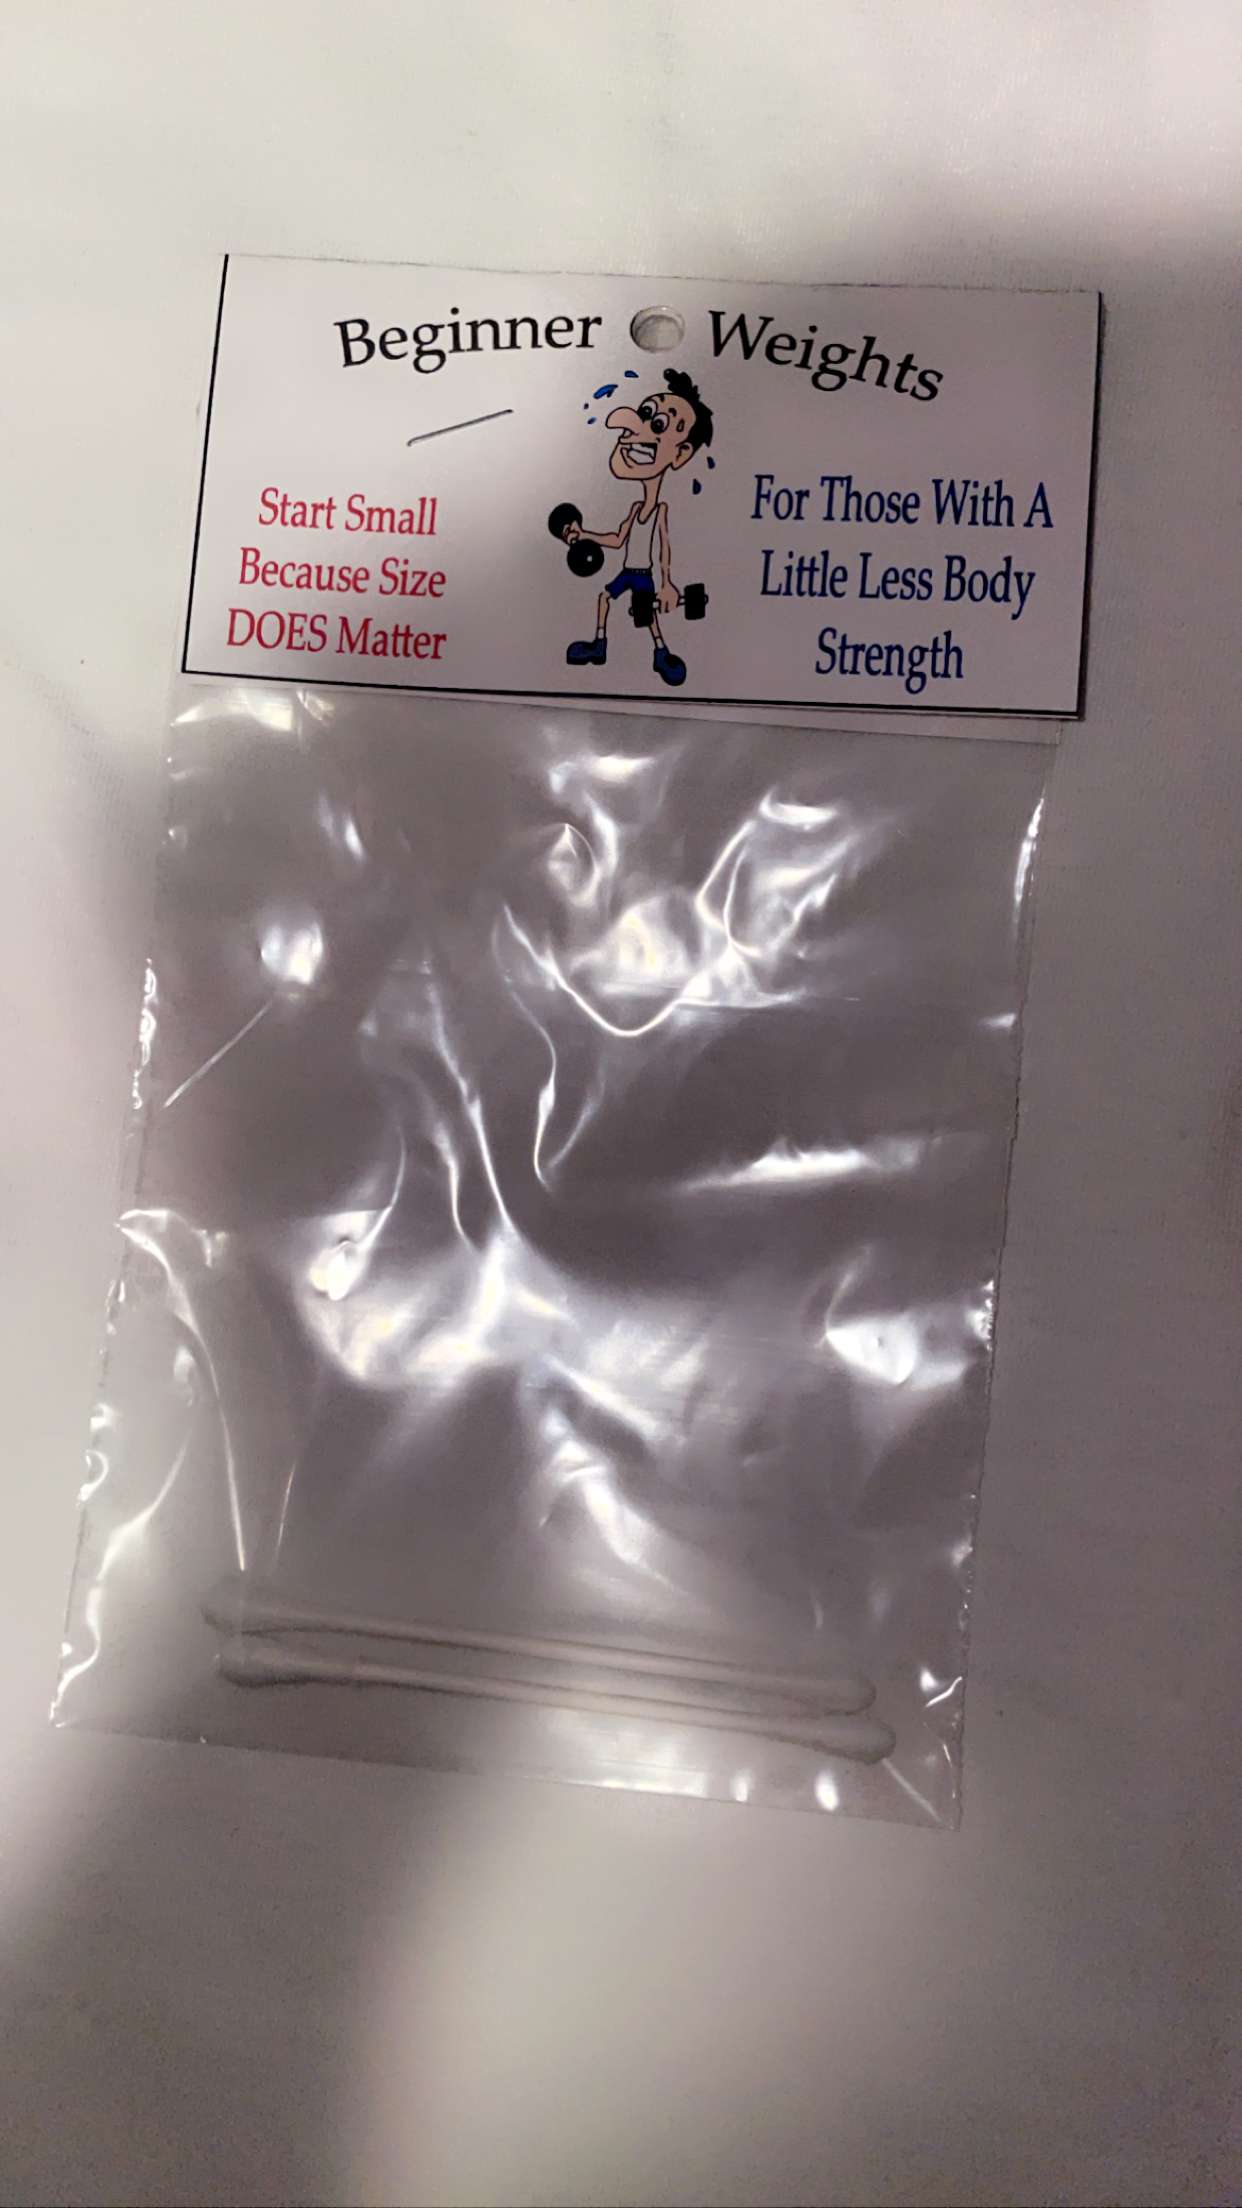 Beginner Weights
Start Small
Because Size
DOES Matter
For Those With A
Little Less Body
Strength